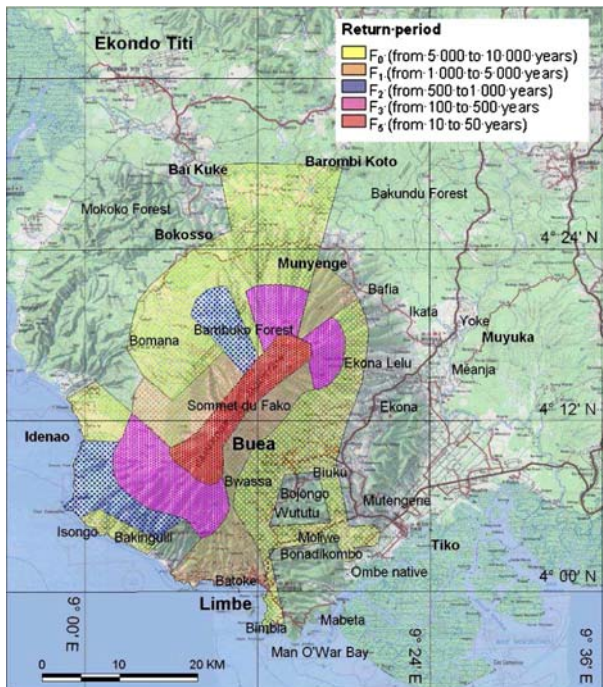 Ekondo Titi
Return·period
F₀·(from·5·000·to·10·000·years)
F₁·(from·1·000·to·5·000·years)
F₂·(from·500·to1·000·years)
F₃·(from·100·to·500·years
F₅·(from·10·to·50·years)
Bai Kuke
Barombi Koto
Mokoko Forest
Bakundu Forest
Bokosso
4° 24' N
Munyenge
Bafia
Ikata
Yoke
Bambuko Forest
Muyuka
Bomana
Ekona Lelu
Meanja
Sommet du Fako
Ekona
4° 12' N
Idenao
Buea
Bwassa
Biuku
Bojongo
Mutengene
Wututu
Isongo
Bakingulii
Moliwe
Tiko
Bonadikombo
Batoke
Ombe native
4° 00' N
Limbe
Bimbia
Mabeta
Man O'War Bay
9° 00' E
9° 24' E
9° 36' E
0 10 20 KM